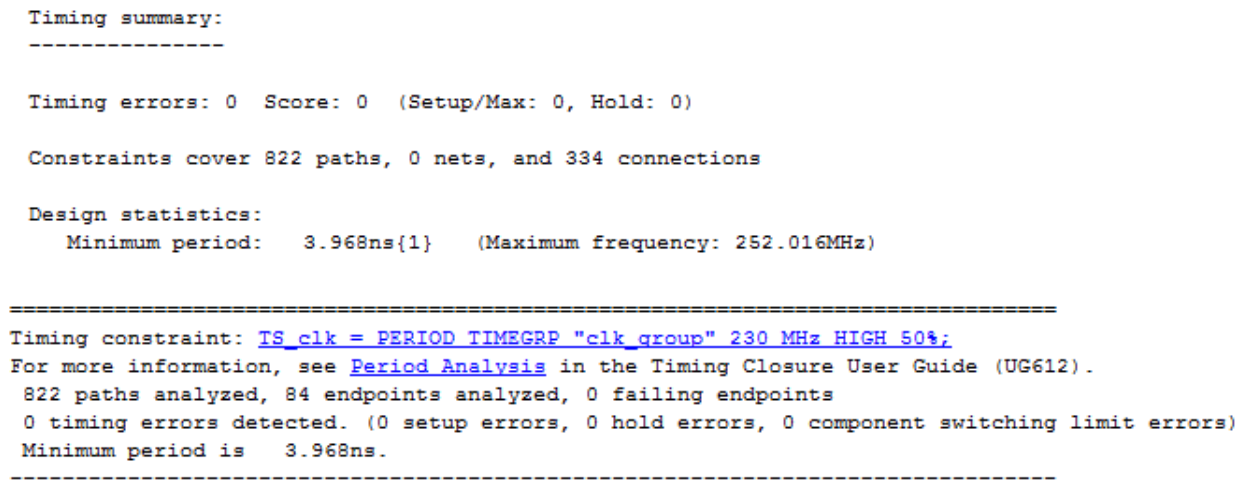 Timing summary:
---------------
Timing errors: 0  Score: 0  (Setup/Max: 0, Hold: 0)
Constraints cover 822 paths, 0 nets, and 334 connections
Design statistics:
   Minimum period:   3.968ns{1}   (Maximum frequency: 252.016MHz)
================================================================================
Timing constraint: TS_clk = PERIOD TIMEGRP "clk_group" 230 MHz HIGH 50%;
For more information, see Period Analysis in the Timing Closure User Guide (UG612).
 822 paths analyzed, 84 endpoints analyzed, 0 failing endpoints
 0 timing errors detected. (0 setup errors, 0 hold errors, 0 component switching limit errors)
 Minimum period is   3.968ns.
--------------------------------------------------------------------------------